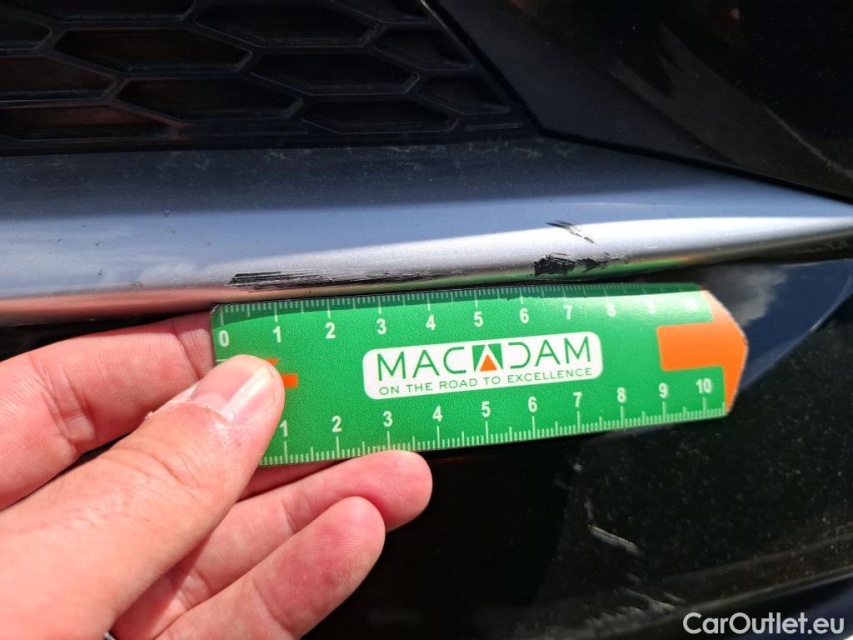 0 1 2 3 4 5 6 7 8 9 10
MACADAM
ON THE ROAD TO EXCELLENCE
1 2 3 4 5 6 7 8 9 10
CarOutlet.eu